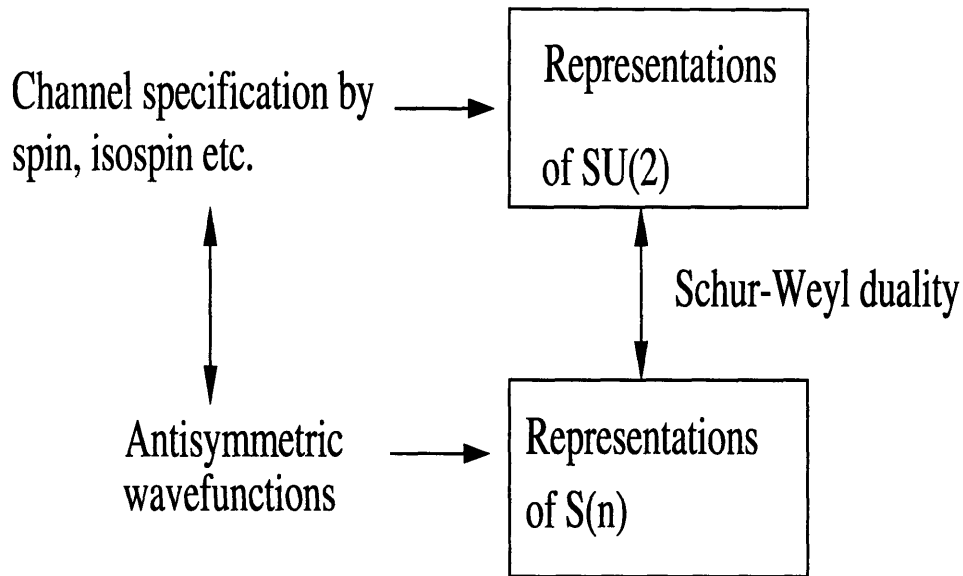 Representations
of SU(2)
Channel specification by
spin, isospin etc.
Schur-Weyl duality
Antisymmetric
wavefunctions
Representations
of S(n)